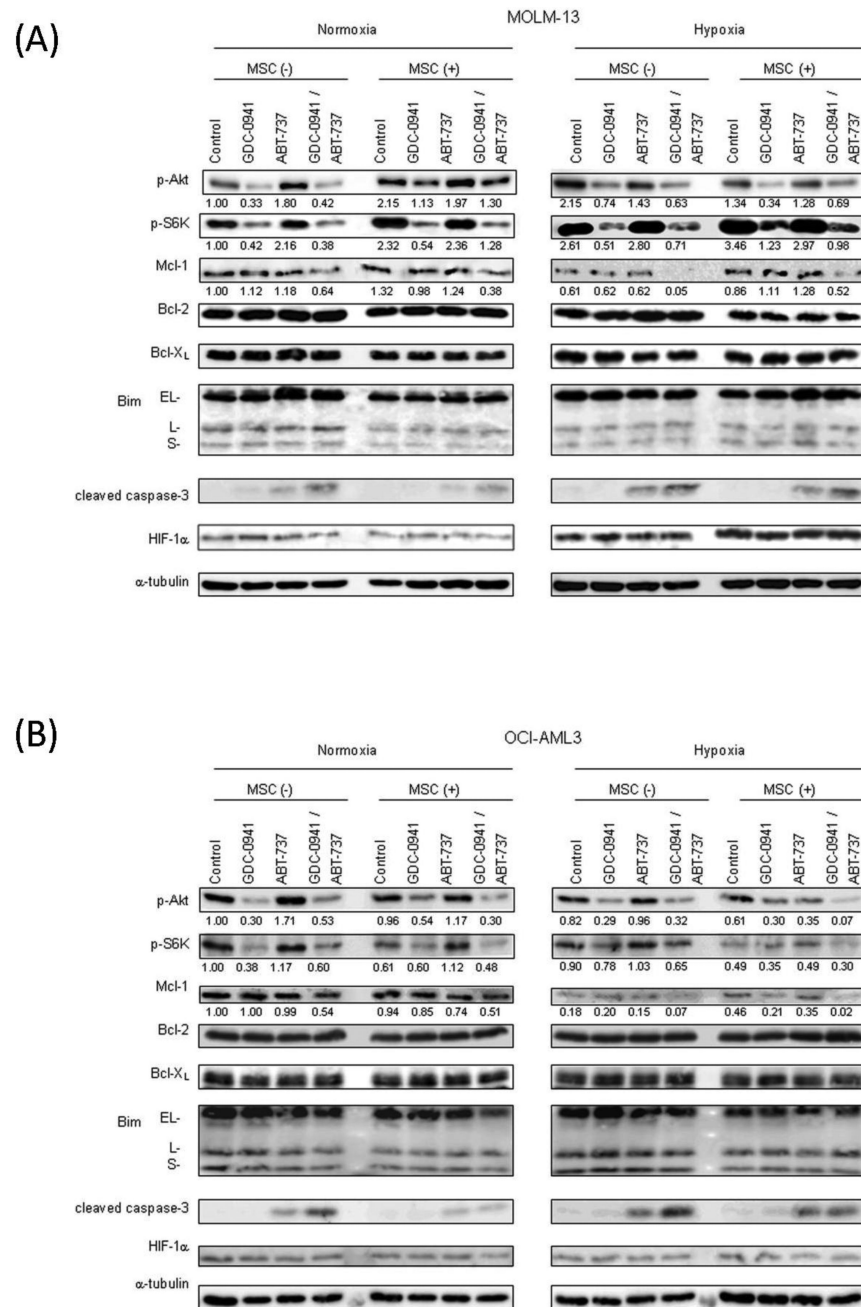 (A)
MOLM-13
Normoxia Hypoxia
MSC (-) MSC (+) MSC (-) MSC (+)
Control GDC-0941 ABT-737 GDC-0941 / ABT-737 Control GDC-0941 ABT-737 GDC-0941 / ABT-737 Control GDC-0941 ABT-737 GDC-0941 / ABT-737 Control GDC-0941 ABT-737 GDC-0941 / ABT-737
p-Akt
1.00 0.33 1.80 0.42 2.15 1.13 1.97 1.30 2.15 0.74 1.43 0.63 1.34 0.34 1.28 0.69
p-S6K
1.00 0.42 2.16 0.38 2.32 0.54 2.36 1.28 2.61 0.51 2.80 0.71 3.46 1.23 2.97 0.98
Mcl-1
1.00 1.12 1.18 0.64 1.32 0.98 1.24 0.38 0.61 0.62 0.62 0.05 0.86 1.11 1.28 0.52
Bcl-2
Bcl-XL
Bim EL-
L-
S-
cleaved caspase-3
HIF-1α
α-tubulin
(B)
OCI-AML3
Normoxia Hypoxia
MSC (-) MSC (+) MSC (-) MSC (+)
Control GDC-0941 ABT-737 GDC-0941 / ABT-737 Control GDC-0941 ABT-737 GDC-0941 / ABT-737 Control GDC-0941 ABT-737 GDC-0941 / ABT-737 Control GDC-0941 ABT-737 GDC-0941 / ABT-737
p-Akt
1.00 0.30 1.71 0.53 0.96 0.54 1.17 0.30 0.82 0.29 0.96 0.32 0.61 0.30 0.35 0.07
p-S6K
1.00 0.38 1.17 0.60 0.61 0.60 1.12 0.48 0.90 0.78 1.03 0.65 0.49 0.35 0.49 0.30
Mcl-1
1.00 1.00 0.99 0.54 0.94 0.85 0.74 0.51 0.18 0.20 0.15 0.07 0.46 0.21 0.35 0.02
Bcl-2
Bcl-XL
Bim EL-
L-
S-
cleaved caspase-3
HIF-1α
α-tubulin